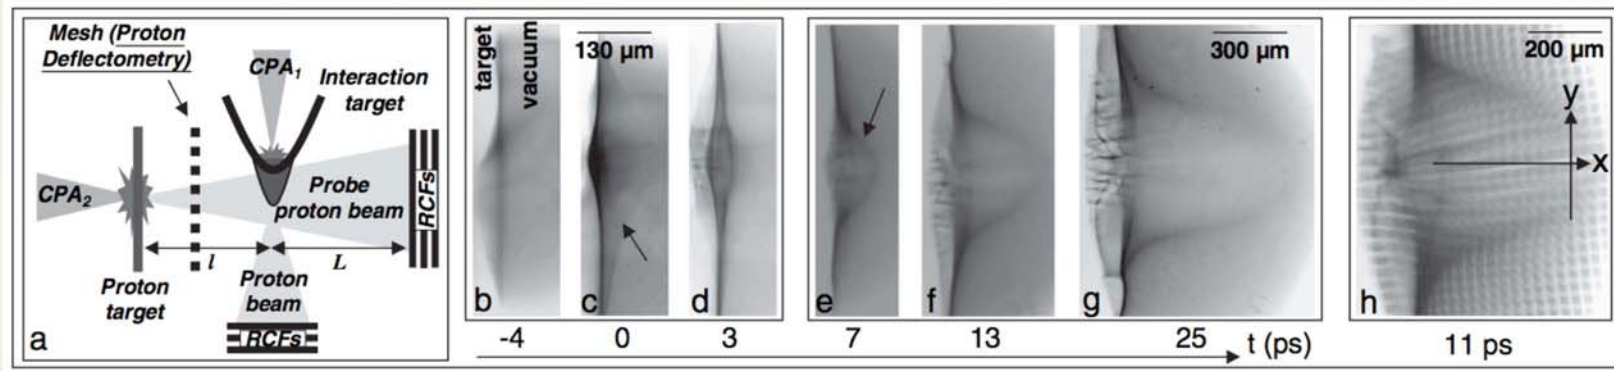 Mesh (Proton
Deflectometry)
CPA1
Interaction
target
CPA2
Probe
proton beam
RCFs
l
L
Proton
target
Proton
beam
RCFs
a
target
vacuum
b
130 µm
c
d
e
f
300 µm
g
200 µm
y
x
h
-4
0
3
7
13
25
t (ps)
11 ps